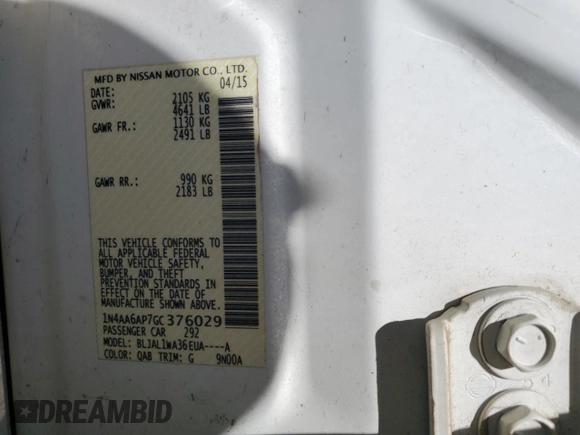 MFD BY NISSAN MOTOR CO., LTD.
DATE: 04/15
GVWR: 2105 KG
4641 LB
GAWR FR.: 1130 KG
2491 LB
GAWR RR.: 990 KG
2183 LB
THIS VEHICLE CONFORMS TO
ALL APPLICABLE FEDERAL
MOTOR VEHICLE SAFETY,
BUMPER, AND THEFT
PREVENTION STANDARDS
IN EFFECT ON THE DATE OF
MANUFACTURE SHOWN ABOVE.
1N4AA6AP7GC376029
PASSENGER CAR 292
MODEL: BLJAL1WA36EUA----A
COLOR: QAB TRIM: G 9N00A
DREAMBID